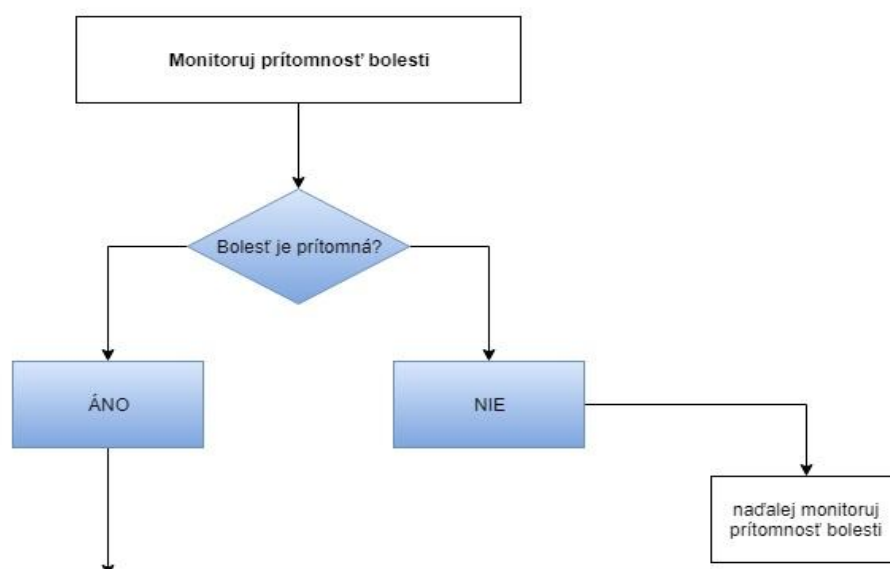 Monitoruj prítomnosť bolesti
Bolesť je prítomná?
ÁNO
NIE
naďalej monitoruj
prítomnosť bolesti